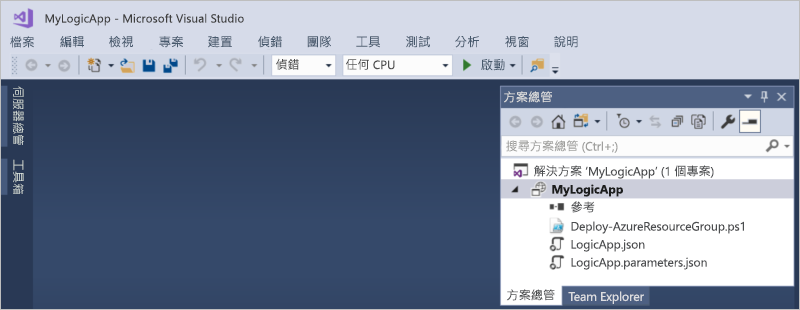 MyLogicApp - Microsoft Visual Studio
檔案 編輯 檢視 專案 建置 偵錯 團隊 工具 測試 分析 視窗 說明
偵錯 任何 CPU 啟動
伺服器總管
工具箱
方案總管
搜尋方案總管 (Ctrl+;)
解決方案 'MyLogicApp' (1 個專案)
MyLogicApp
參考
Deploy-AzureResourceGroup.ps1
LogicApp.json
LogicApp.parameters.json
方案總管 Team Explorer